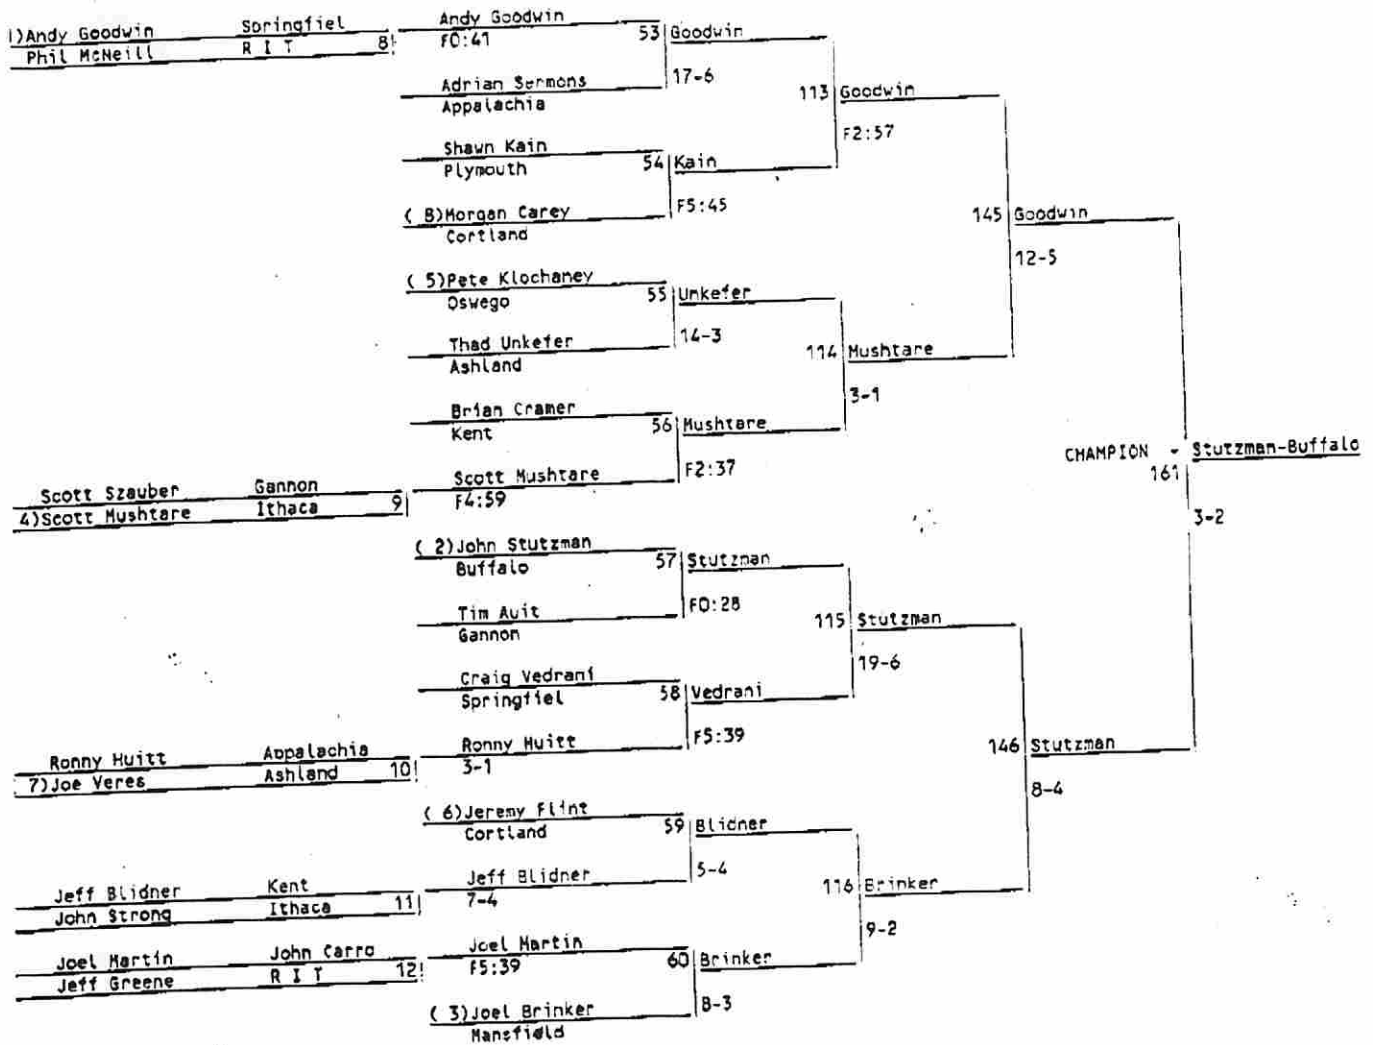 1)Andy Goodwin Springfiel
Phil McNeill R I T 8
Andy Goodwin
F0:41
53 Goodwin
17-6
Adrian Sermons
Appalachia
113 Goodwin
F2:57
Shawn Kain
Plymouth
54 Kain
F5:45
( 8)Morgan Carey
Cortland
145 Goodwin
12-5
( 5)Pete Klochaney
Oswego
55 Unkefer
14-3
Thad Unkefer
Ashland
114 Mushtare
3-1
Brian Cramer
Kent
56 Mushtare
F2:37
Scott Szauber Gannon
4)Scott Mushtare Ithaca 9
Scott Mushtare
F4:59
CHAMPION - Stutzman-Buffalo
161
3-2
( 2)John Stutzman
Buffalo
57 Stutzman
F0:28
Tim Auit
Gannon
115 Stutzman
19-6
Craig Vedrani
Springfiel
58 Vedrani
F5:39
Ronny Huitt Appalachia
7)Joe Veres Ashland 10
Ronny Huitt
3-1
146 Stutzman
8-4
( 6)Jeremy Flint
Cortland
59 Blidner
5-4
Jeff Blidner Kent
John Strong Ithaca 11
Jeff Blidner
7-4
116 Brinker
9-2
Joel Martin John Carro
Jeff Greene R I T 12
Joel Martin
F5:39
60 Brinker
8-3
( 3)Joel Brinker
Mansfield